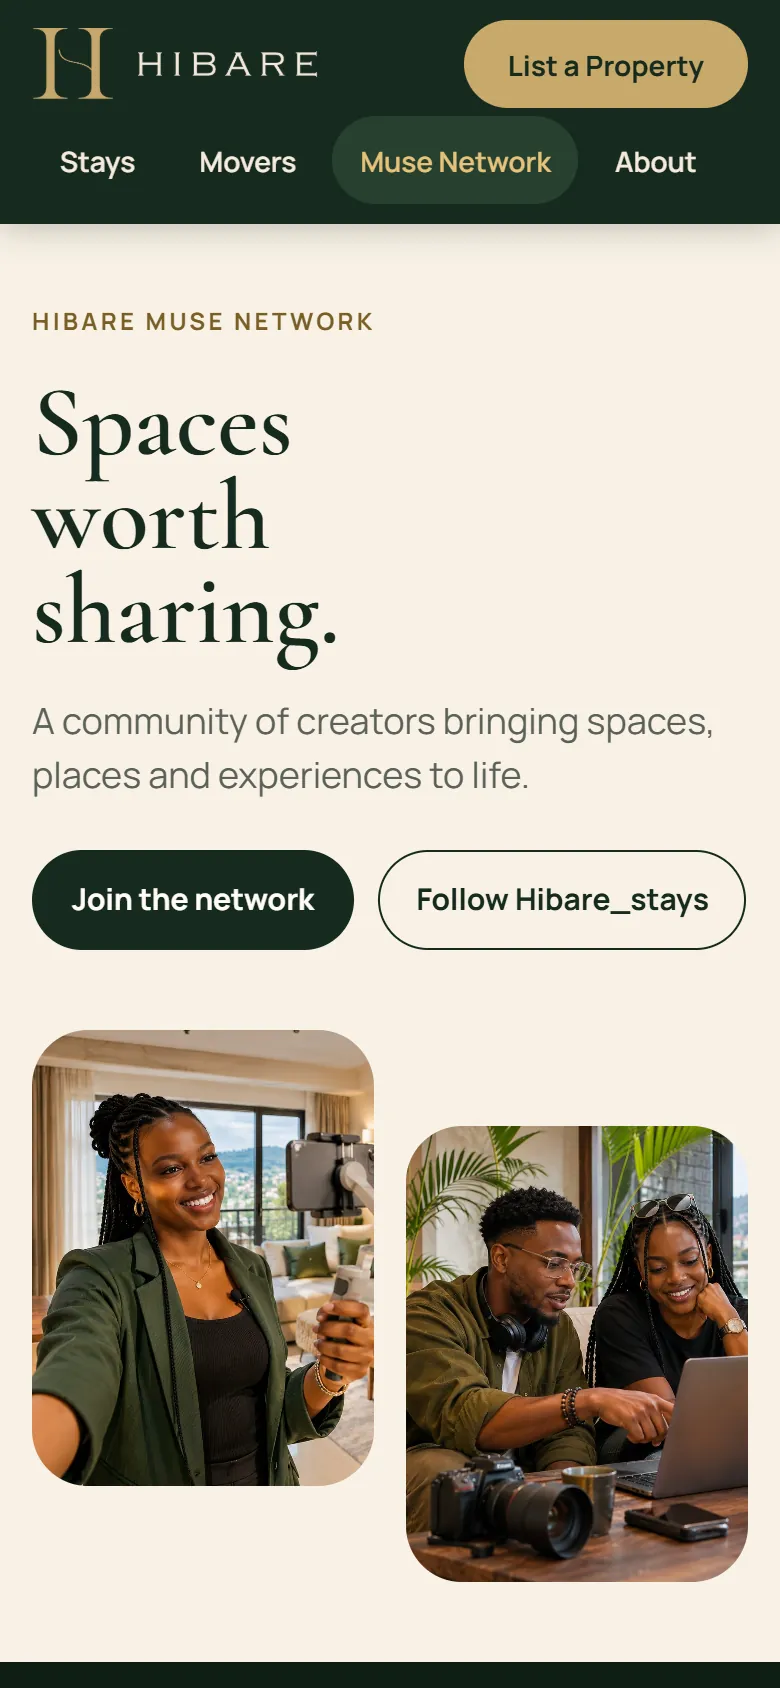 HIBARE
List a Property
Stays Movers Muse Network About
HIBARE MUSE NETWORK
Spaces
worth
sharing.
A community of creators bringing spaces,
places and experiences to life.
Join the network
Follow Hibare_stays